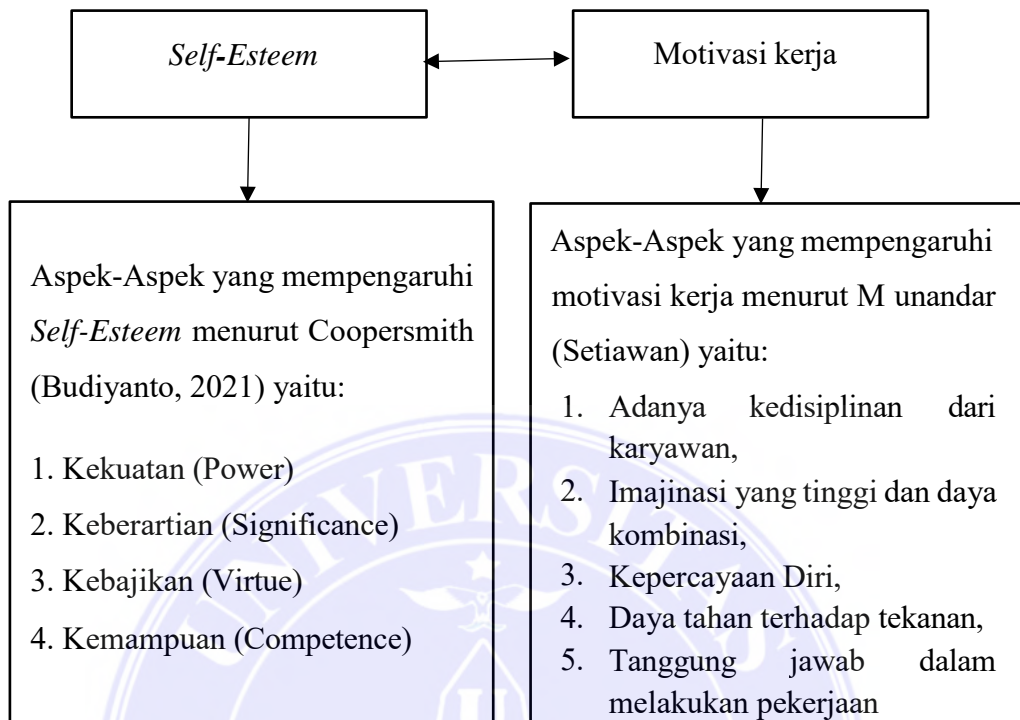 Self-Esteem
Motivasi kerja
Aspek-Aspek yang mempengaruhi
Self-Esteem menurut Coopersmith
(Budiyanto, 2021) yaitu:
1. Kekuatan (Power)
2. Keberartian (Significance)
3. Kebajikan (Virtue)
4. Kemampuan (Competence)
Aspek-Aspek yang mempengaruhi
motivasi kerja menurut M unandar
(Setiawan) yaitu:
1. Adanya kedisiplinan dari
karyawan,
2. Imajinasi yang tinggi dan daya
kombinasi,
3. Kepercayaan Diri,
4. Daya tahan terhadap tekanan,
5. Tanggung jawab dalam
melakukan pekerjaan
UNIVERSITAS